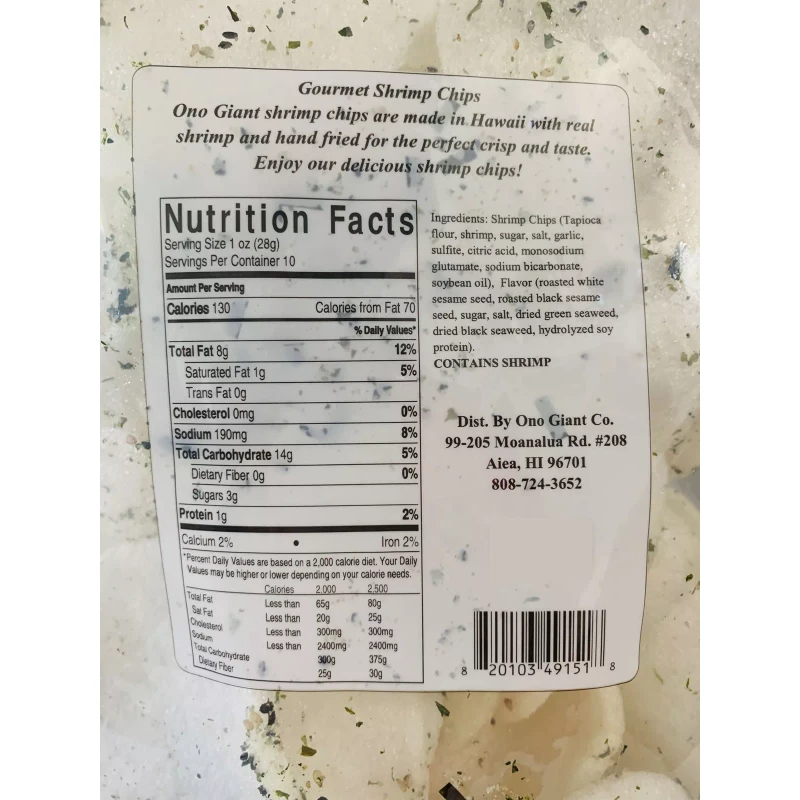 Gourmet Shrimp Chips
Ono Giant shrimp chips are made in Hawaii with real
shrimp and hand fried for the perfect crisp and taste.
Enjoy our delicious shrimp chips!
Nutrition Facts
Serving Size 1 oz (28g)
Servings Per Container 10
Amount Per Serving
Calories 130 Calories from Fat 70
% Daily Values*
Total Fat 8g 12%
Saturated Fat 1g 5%
Trans Fat 0g
Cholesterol 0mg 0%
Sodium 190mg 8%
Total Carbohydrate 14g 5%
Dietary Fiber 0g 0%
Sugars 3g
Protein 1g 2%
Calcium 2% • Iron 2%
*Percent Daily Values are based on a 2,000 calorie diet. Your Daily
Values may be higher or lower depending on your calorie needs.
Calories 2,000 2,500
Total Fat Less than 65g 80g
Sat Fat Less than 20g 25g
Cholesterol Less than 300mg 300mg
Sodium Less than 2400mg 2400mg
Total Carbohydrate 300g 375g
Dietary Fiber 25g 30g
Ingredients: Shrimp Chips (Tapioca
flour, shrimp, sugar, salt, garlic,
sulfite, citric acid, monosodium
glutamate, sodium bicarbonate,
soybean oil), Flavor (roasted white
sesame seed, roasted black sesame
seed, sugar, salt, dried green seaweed,
dried black seaweed, hydrolyzed soy
protein).
CONTAINS SHRIMP
Dist. By Ono Giant Co.
99-205 Moanalua Rd. #208
Aiea, HI 96701
808-724-3652
8 20103 49151 8